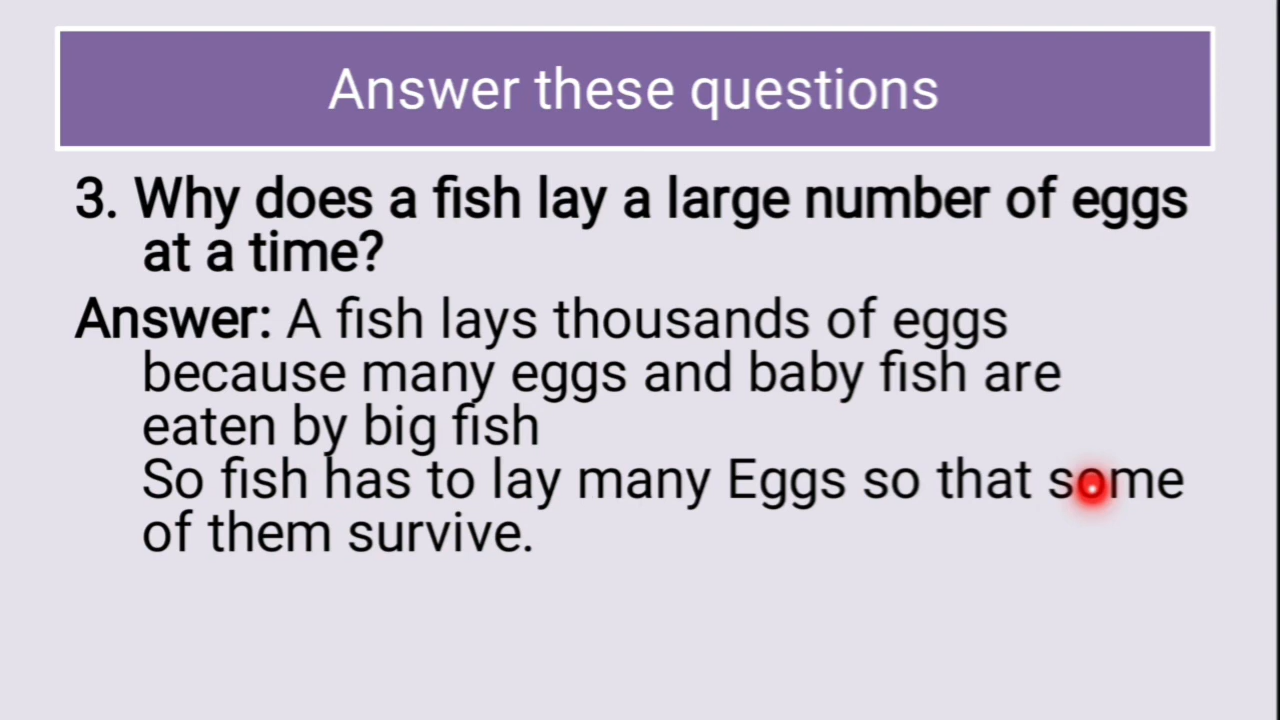 Answer these questions
3. Why does a fish lay a large number of eggs
at a time?
Answer: A fish lays thousands of eggs
because many eggs and baby fish are
eaten by big fish
So fish has to lay many Eggs so that some
of them survive.